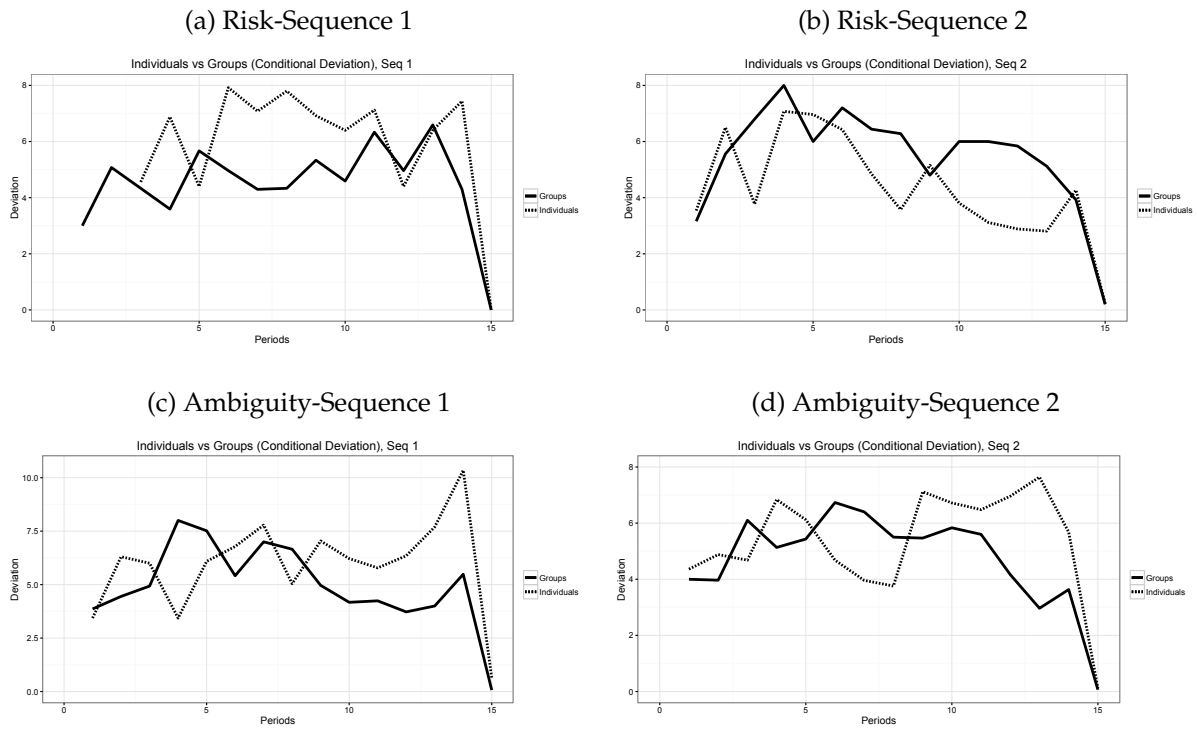 (a) Risk-Sequence 1
Individuals vs Groups (Conditional Deviation), Seq 1
8
6
4
2
0
Deviation
0 5 10 15
Periods
Groups
Individuals
(b) Risk-Sequence 2
Individuals vs Groups (Conditional Deviation), Seq 2
8
6
4
2
0
Deviation
0 5 10 15
Periods
Groups
Individuals
(c) Ambiguity-Sequence 1
Individuals vs Groups (Conditional Deviation), Seq 1
10.0
7.5
5.0
2.5
0.0
Deviation
0 5 10 15
Periods
Groups
Individuals
(d) Ambiguity-Sequence 2
Individuals vs Groups (Conditional Deviation), Seq 2
8
6
4
2
0
Deviation
0 5 10 15
Periods
Groups
Individuals